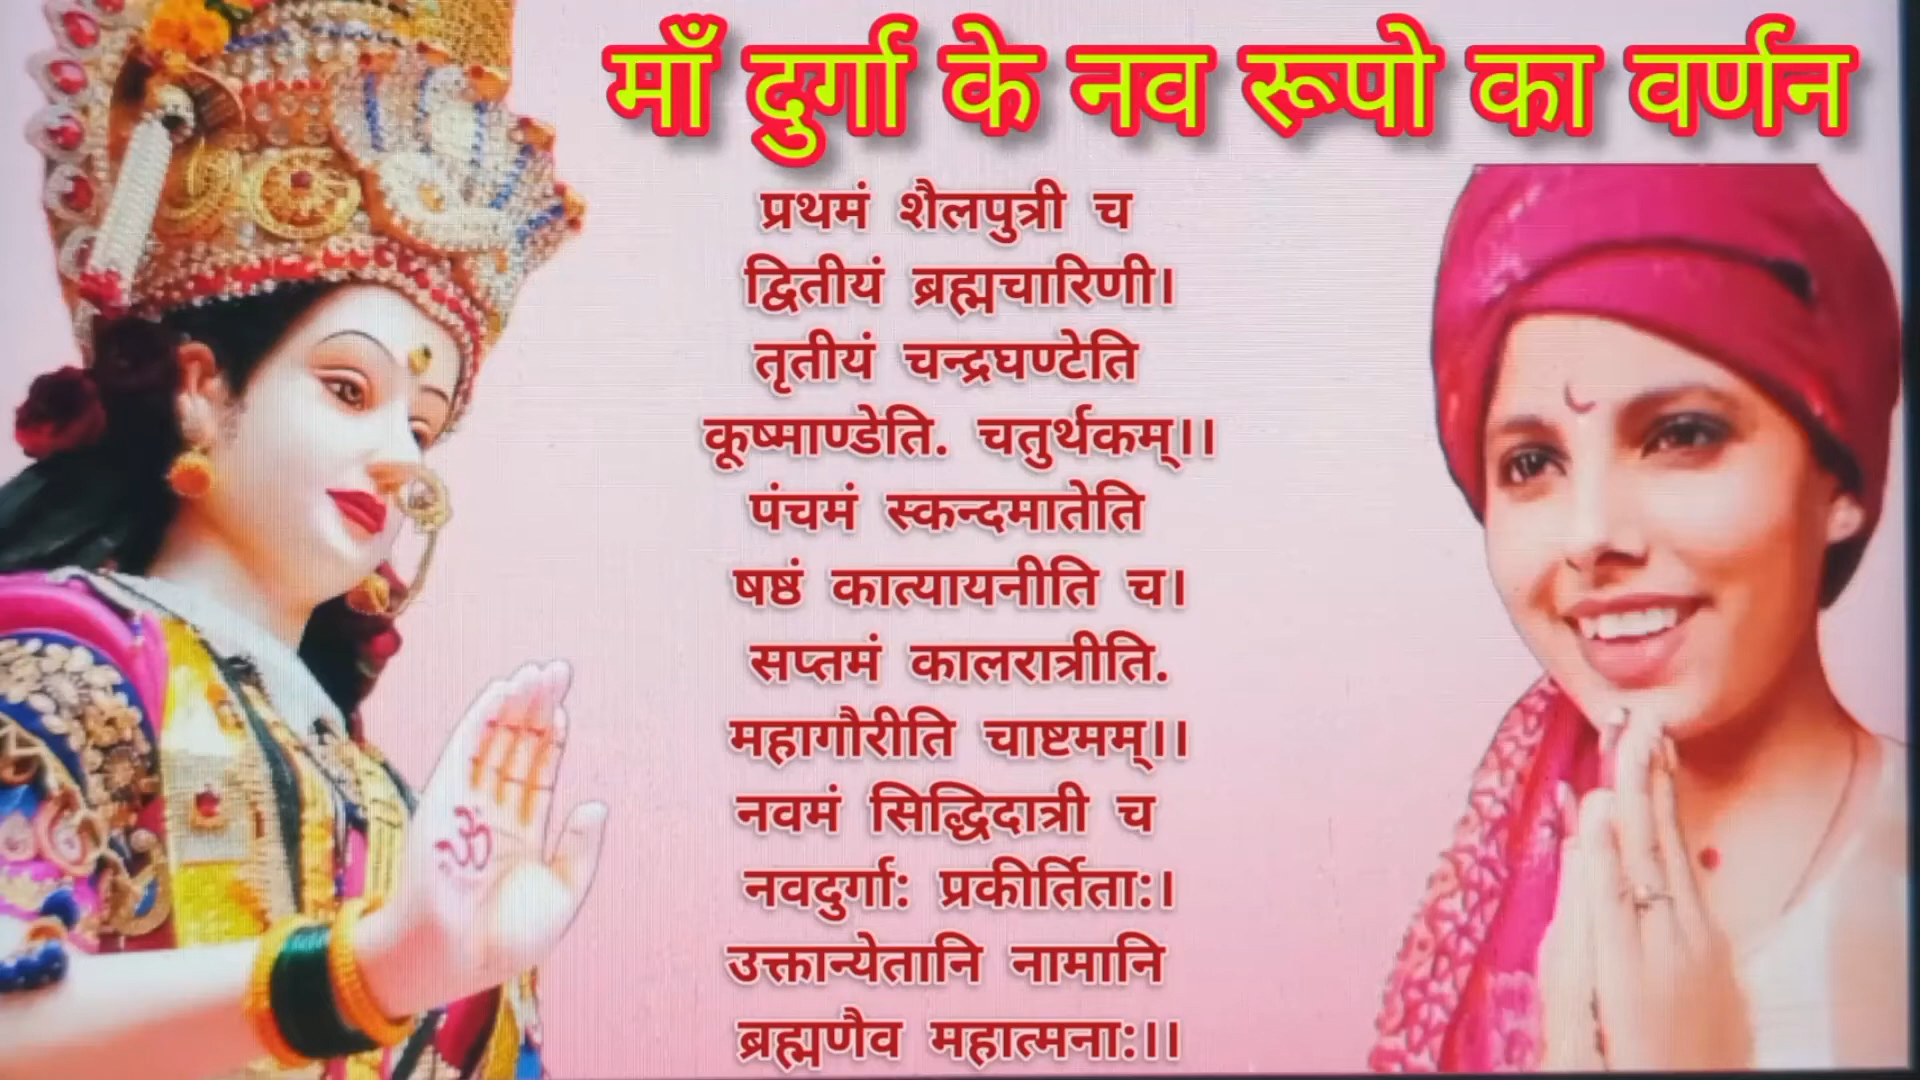 माँ दुर्गा के नव रूपो का वर्णन
प्रथमं शैलपुत्री च
द्वितीयं ब्रह्मचारिणी।
तृतीयं चन्द्रघण्टेति
कूष्माण्डेति. चतुर्थकम्।।
पंचमं स्कन्दमातेति
षष्ठं कात्यायनीति च।
सप्तमं कालरात्रीति.
महागौरीति चाष्टमम्।।
नवमं सिद्धिदात्री च
नवदुर्गा: प्रकीर्तिता:।
उक्तान्येतानि नामानि
ब्रह्मणैव महात्मना:।।
ॐ